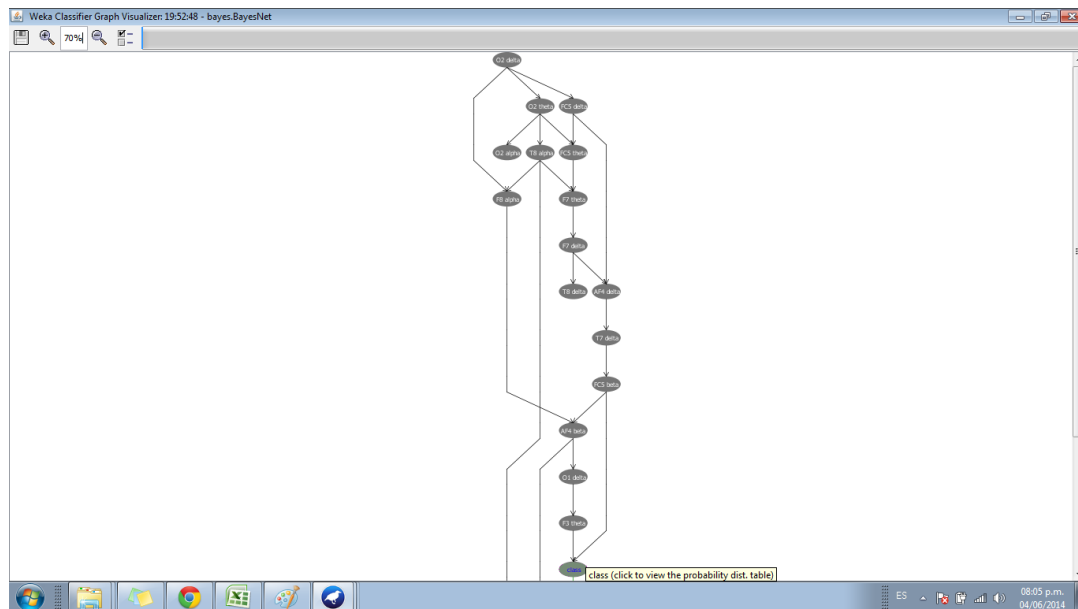 Weka Classifier Graph Visualizer: 19:52:48 - bayes.BayesNet
70%
O2 delta
O2 theta
FC5 delta
O2 alpha
T8 alpha
FC5 theta
F8 alpha
F7 theta
F7 delta
T8 delta
AF4 delta
T7 delta
FC5 beta
AF4 beta
O1 delta
F3 theta
class
class (click to view the probability dist. table)
ES
08:05 p.m.
04/06/2014